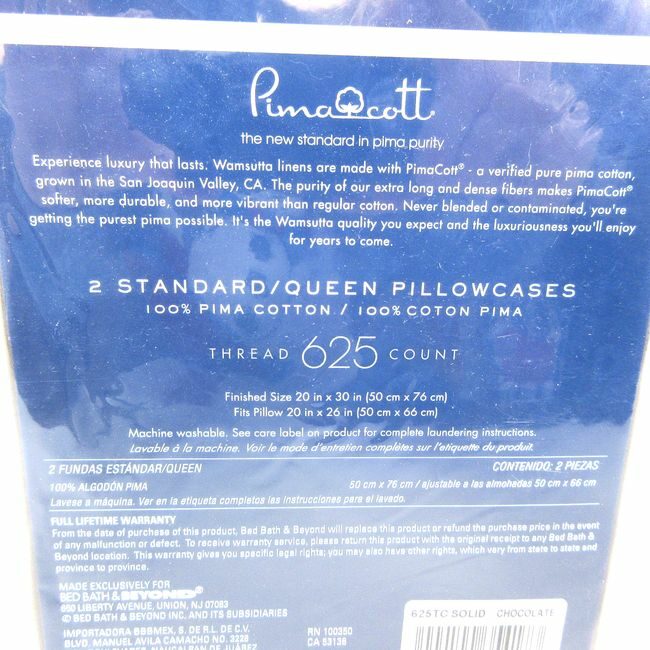 Pimacott
the new standard in pima purity
Experience luxury that lasts. Wamsutta linens are made with PimaCott® - a verified pure pima cotton,
grown in the San Joaquin Valley, CA. The purity of our extra long and dense fibers makes PimaCott®
softer, more durable, and more vibrant than regular cotton. Never blended or contaminated, you're
getting the purest pima possible. It's the Wamsutta quality you expect and the luxuriousness you'll enjoy
for years to come.
2 STANDARD/QUEEN PILLOWCASES
100% PIMA COTTON / 100% COTON PIMA
THREAD 625 COUNT
Finished Size 20 in x 30 in (50 cm x 76 cm)
Fits Pillow 20 in x 26 in (50 cm x 66 cm)
Machine washable. See care label on product for complete laundering instructions.
Lavable à la machine. Voir le mode d'entretien complètes sur l'etiquette du produit.
2 FUNDAS ESTÁNDAR/QUEEN CONTENIDO: 2 PIEZAS
100% ALGODÓN PIMA 50 cm x 76 cm / ajustable a las almohadas 50 cm x 66 cm
Lavese a máquina. Ver en la etiqueta completos las instrucciones para el lavado.
FULL LIFETIME WARRANTY
From the date of purchase of this product, Bed Bath & Beyond will replace this product or refund the purchase price in the event
of any malfunction or defect. To receive warranty service, please return this product with the original receipt to any Bed Bath &
Beyond location. This warranty gives you specific legal rights; you may also have other rights, which vary from state to state and
province to province.
MADE EXCLUSIVELY FOR
BED BATH & BEYOND®
650 LIBERTY AVENUE, UNION, NJ 07083
© BED BATH & BEYOND INC. AND ITS SUBSIDIARIES
IMPORTADORA BBBMEX, S. DE R.L. DE C.V.
BLVD. MANUEL AVILA CAMACHO NO. 3228
RN 100350
CA 53136
625TC SOLID CHOCOLATE